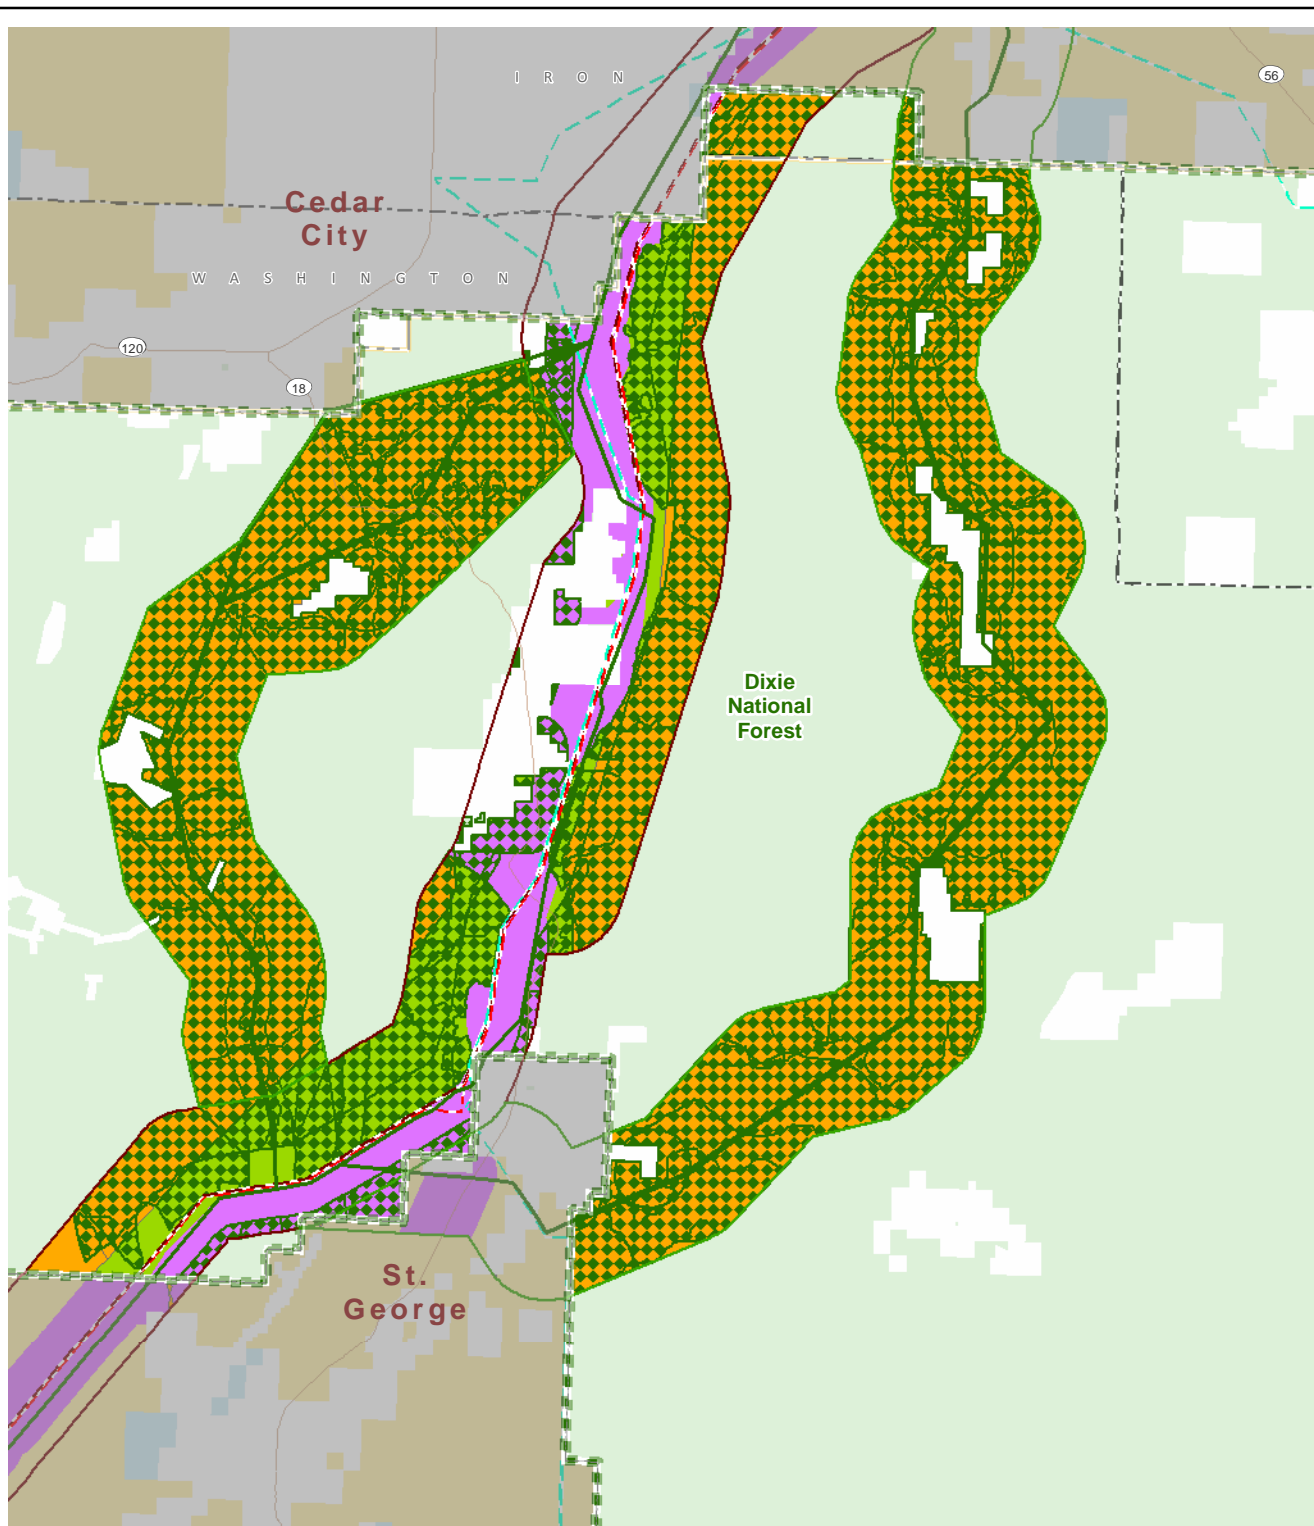 I R O N
56
Cedar
City
W A S H I N G T O N
120
18
Dixie
National
Forest
St.
George